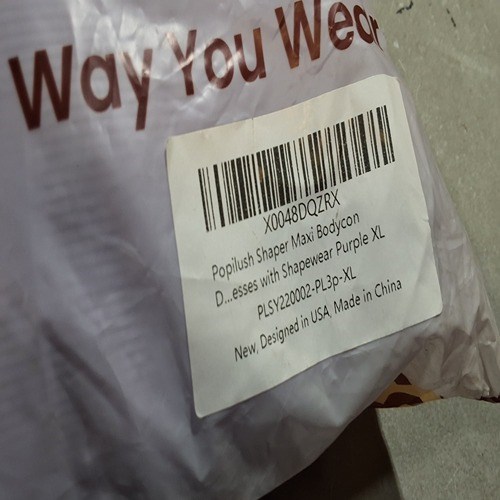 Way You Wear
X0048DQZRX
Popilush Shaper Maxi Bodycon
D...esses with Shapewear Purple XL
PLSY220002-PL3p-XL
New, Designed in USA, Made in China